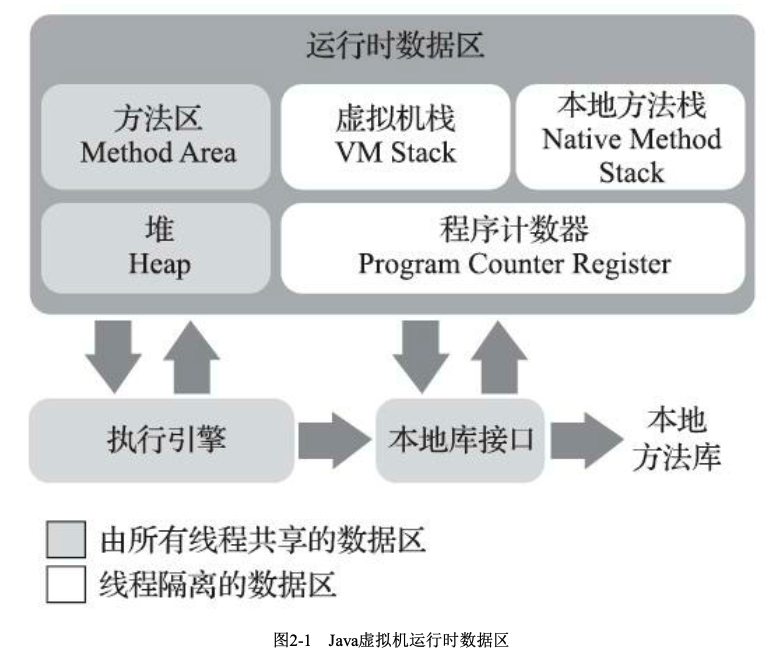 运行时数据区
方法区
Method Area
虚拟机栈
VM Stack
本地方法栈
Native Method
Stack
堆
Heap
程序计数器
Program Counter Register
执行引擎
本地库接口
本地
方法库
由所有线程共享的数据区
线程隔离的数据区
图2-1 Java虚拟机运行时数据区